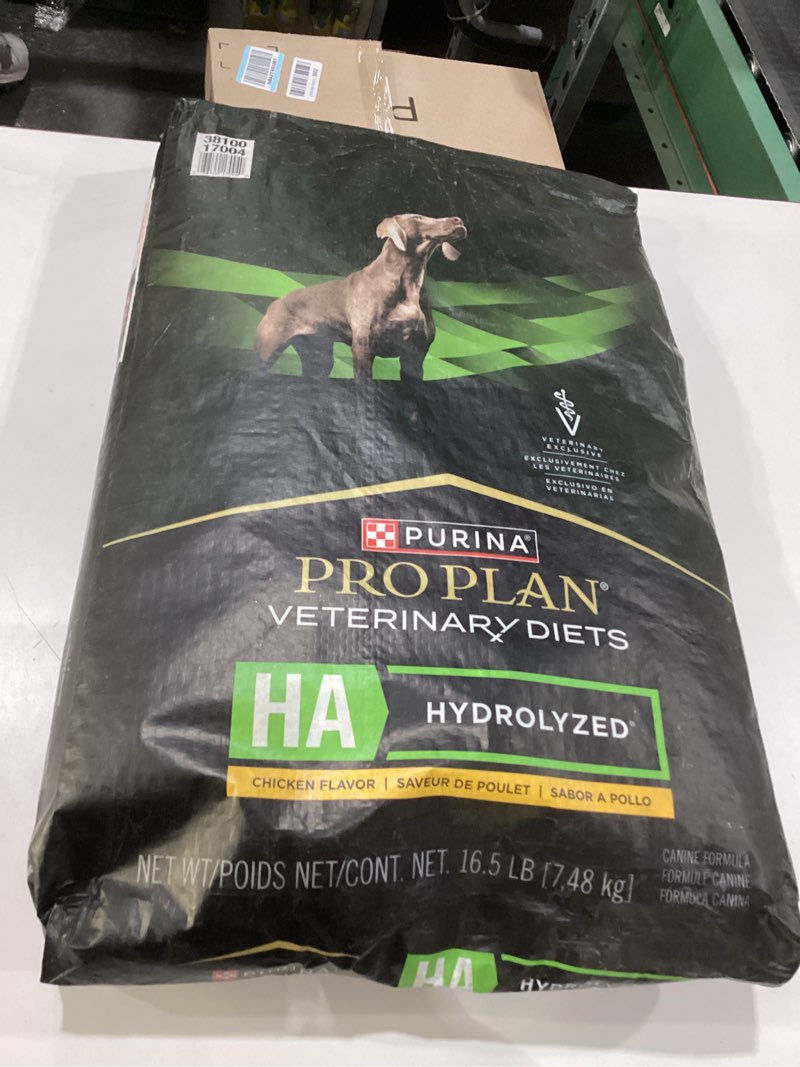 38100
17004
VETERINARY
EXCLUSIVE
EXCLUSIVEMENT CHEZ
LES VÉTÉRINAIRES
EXCLUSIVO EN
VETERINARIAS
PURINA®
PRO PLAN®
VETERINARY DIETS
HA HYDROLYZED®
CHICKEN FLAVOR | SAVEUR DE POULET | SABOR A POLLO
NET WT/POIDS NET/CONT. NET. 16.5 LB [7,48 kg]
CANINE FORMULA
FORMULE CANINE
FÓRMULA CANINA
HA